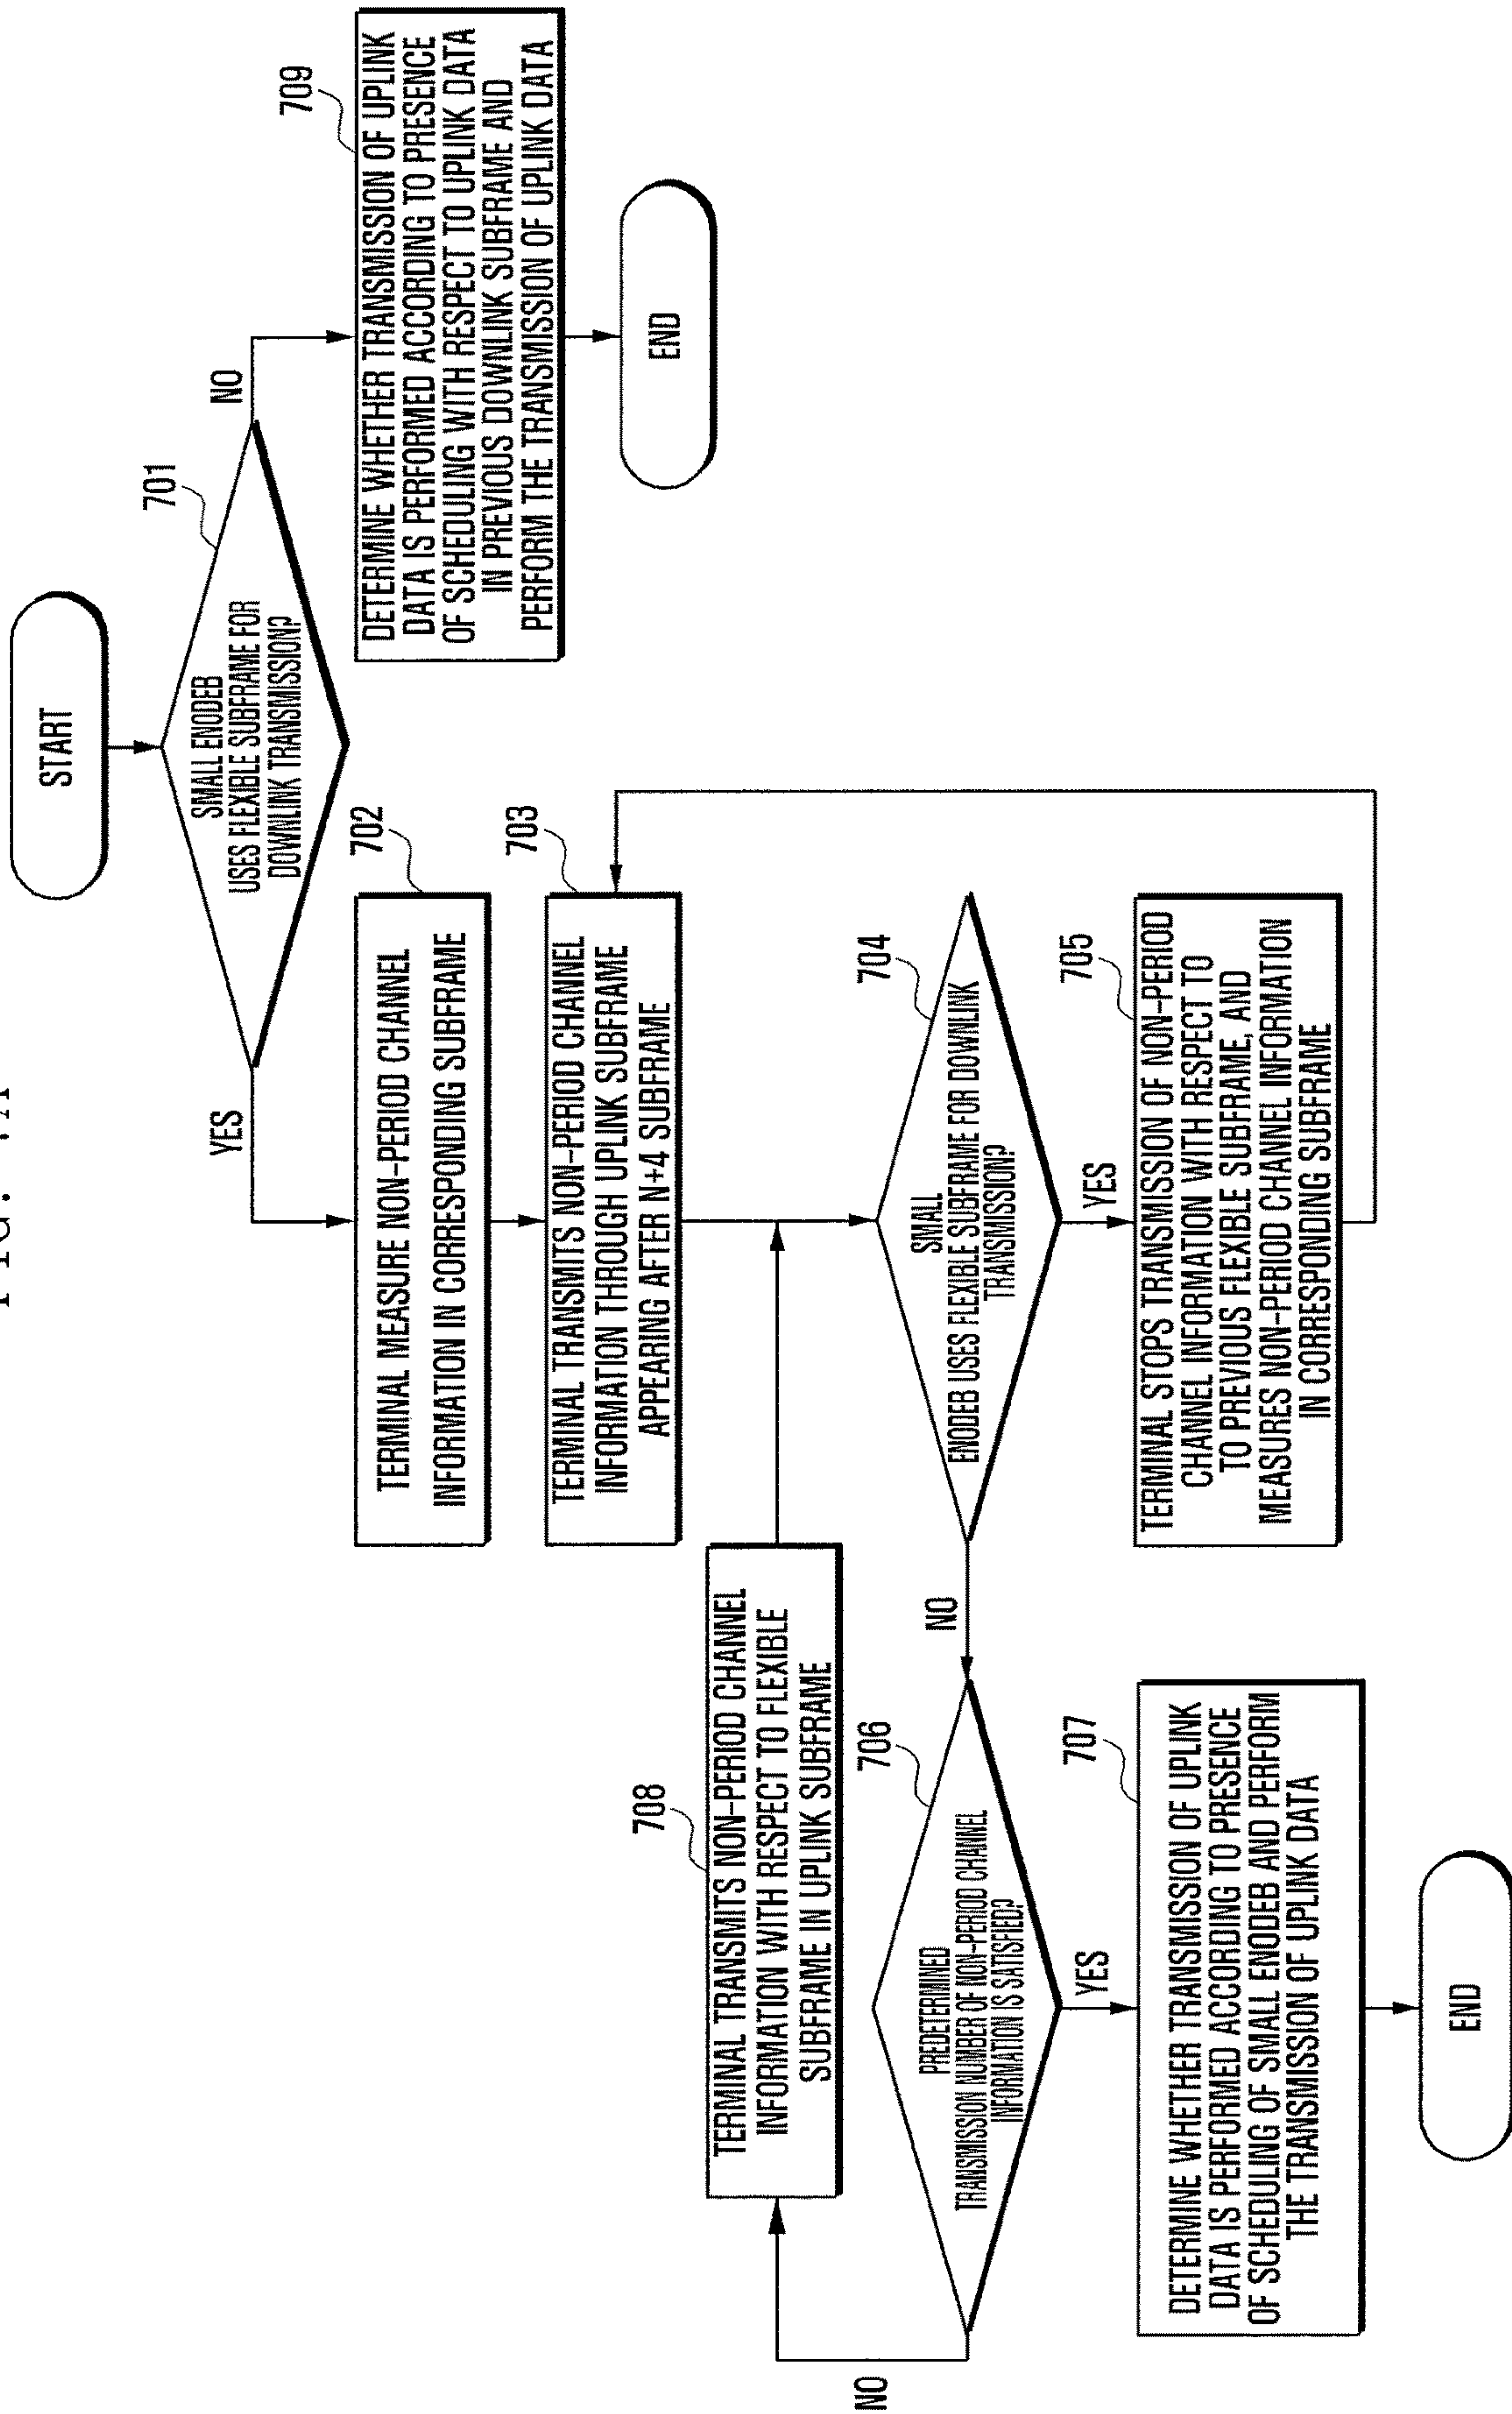 FIG. 7A
START
701
SMALL ENODEB
USES FLEXIBLE SUBFRAME FOR
DOWNLINK TRANSMISSION?
YES
NO
702
TERMINAL MEASURE NON-PERIOD CHANNEL
INFORMATION IN CORRESPONDING SUBFRAME
709
DETERMINE WHETHER TRANSMISSION OF UPLINK
DATA IS PERFORMED ACCORDING TO PRESENCE
OF SCHEDULING WITH RESPECT TO UPLINK DATA
IN PREVIOUS DOWNLINK SUBFRAME AND
PERFORM THE TRANSMISSION OF UPLINK DATA
END
703
TERMINAL TRANSMITS NON-PERIOD CHANNEL
INFORMATION THROUGH UPLINK SUBFRAME
APPEARING AFTER N+4 SUBFRAME
708
TERMINAL TRANSMITS NON-PERIOD CHANNEL
INFORMATION WITH RESPECT TO FLEXIBLE
SUBFRAME IN UPLINK SUBFRAME
704
SMALL
ENODEB USES FLEXIBLE SUBFRAME FOR DOWNLINK
TRANSMISSION?
NO
YES
705
TERMINAL STOPS TRANSMISSION OF NON-PERIOD
CHANNEL INFORMATION WITH RESPECT TO
TO PREVIOUS FLEXIBLE SUBFRAME, AND
MEASURES NON-PERIOD CHANNEL INFORMATION
IN CORRESPONDING SUBFRAME
706
PREDETERMINED
TRANSMISSION NUMBER OF NON-PERIOD CHANNEL
INFORMATION IS SATISFIED?
NO
YES
707
DETERMINE WHETHER TRANSMISSION OF UPLINK
DATA IS PERFORMED ACCORDING TO PRESENCE
OF SCHEDULING OF SMALL ENODEB AND PERFORM
THE TRANSMISSION OF UPLINK DATA
END